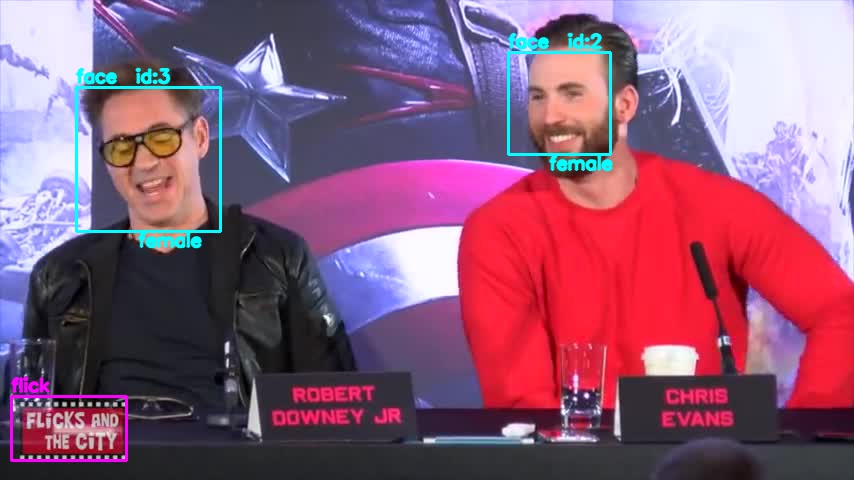 face id:2
face id:3
female
female
flick
FLiCKS AND
THE CiTY
ROBERT
DOWNEY JR
CHRIS
EVANS